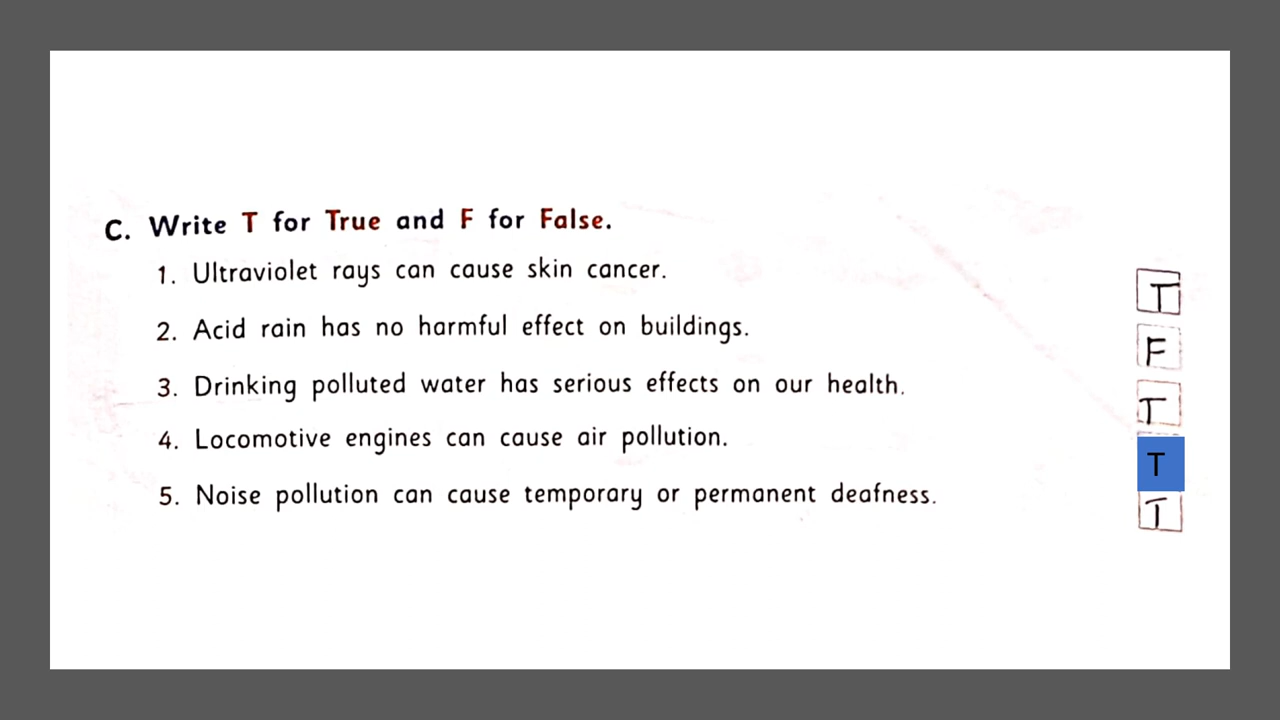 C. Write T for True and F for False.
1. Ultraviolet rays can cause skin cancer. T
2. Acid rain has no harmful effect on buildings. F
3. Drinking polluted water has serious effects on our health. T
4. Locomotive engines can cause air pollution. T
5. Noise pollution can cause temporary or permanent deafness. T